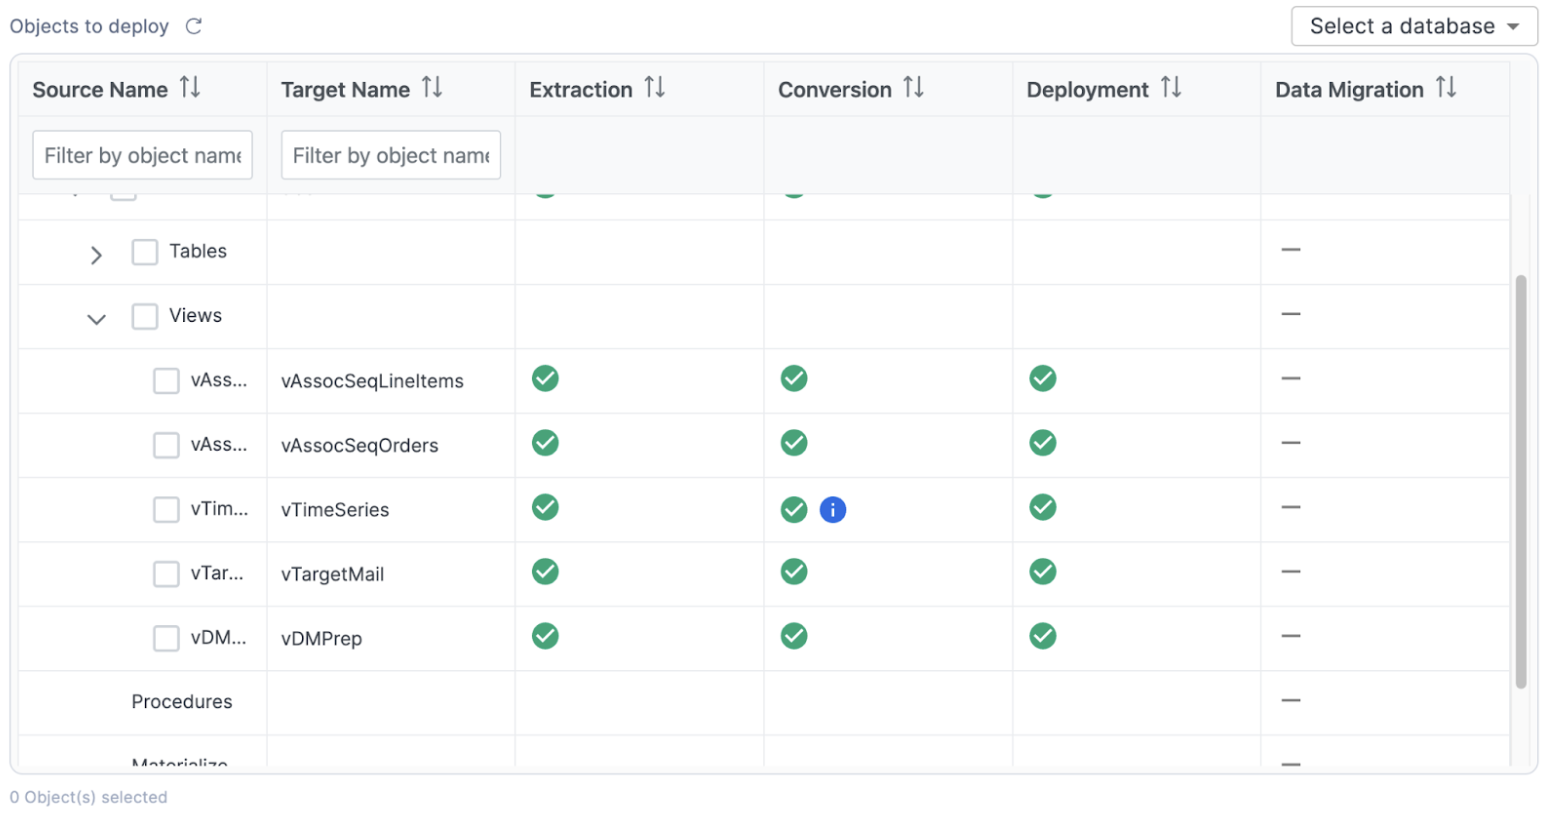 Objects to deploy
Select a database
Source Name Target Name Extraction Conversion Deployment Data Migration
Filter by object name Filter by object name
Tables —
Views —
vAss... vAssocSeqLineItems —
vAss... vAssocSeqOrders —
vTim... vTimeSeries i —
vTar... vTargetMail —
vDM... vDMPrep —
Procedures —
Materialize —
0 Object(s) selected